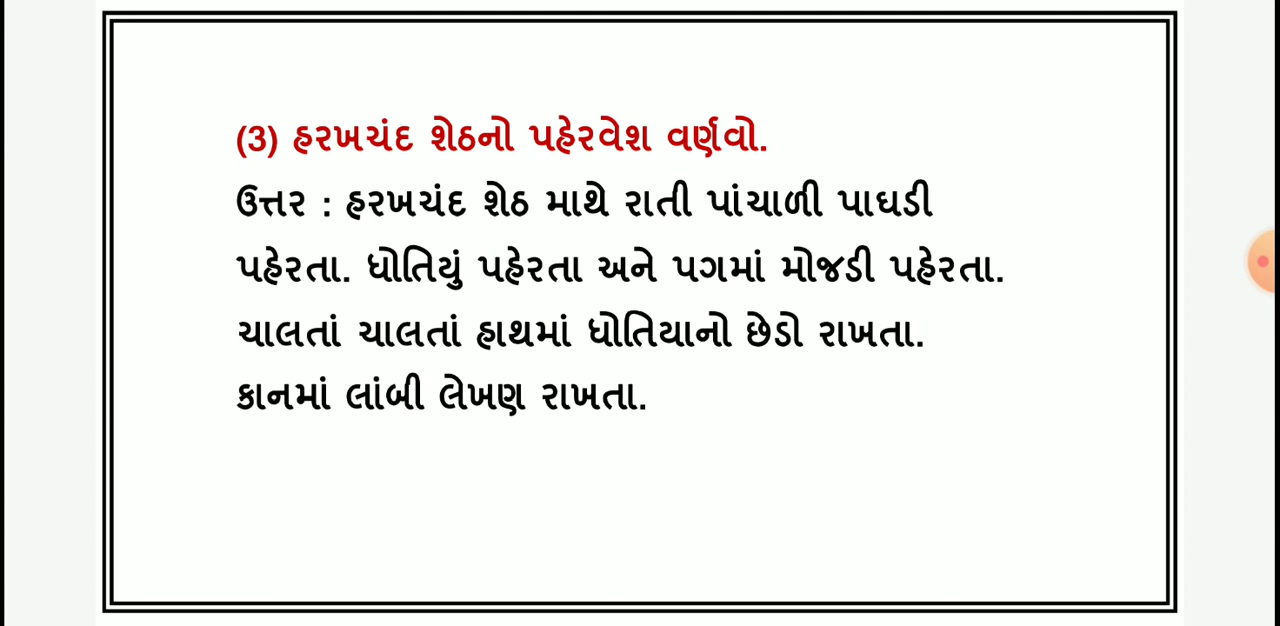 (3) હરખચંદ શેઠનો પહેરવેશ વર્ણવો.
ઉત્તર : હરખચંદ શેઠ માથે રાતી પાંચાળી પાઘડી
પહેરતા. ધોતિયું પહેરતા અને પગમાં મોજડી પહેરતા.
ચાલતાં ચાલતાં હાથમાં ધોતિયાનો છેડો રાખતા.
કાનમાં લાંબી લેખણ રાખતા.